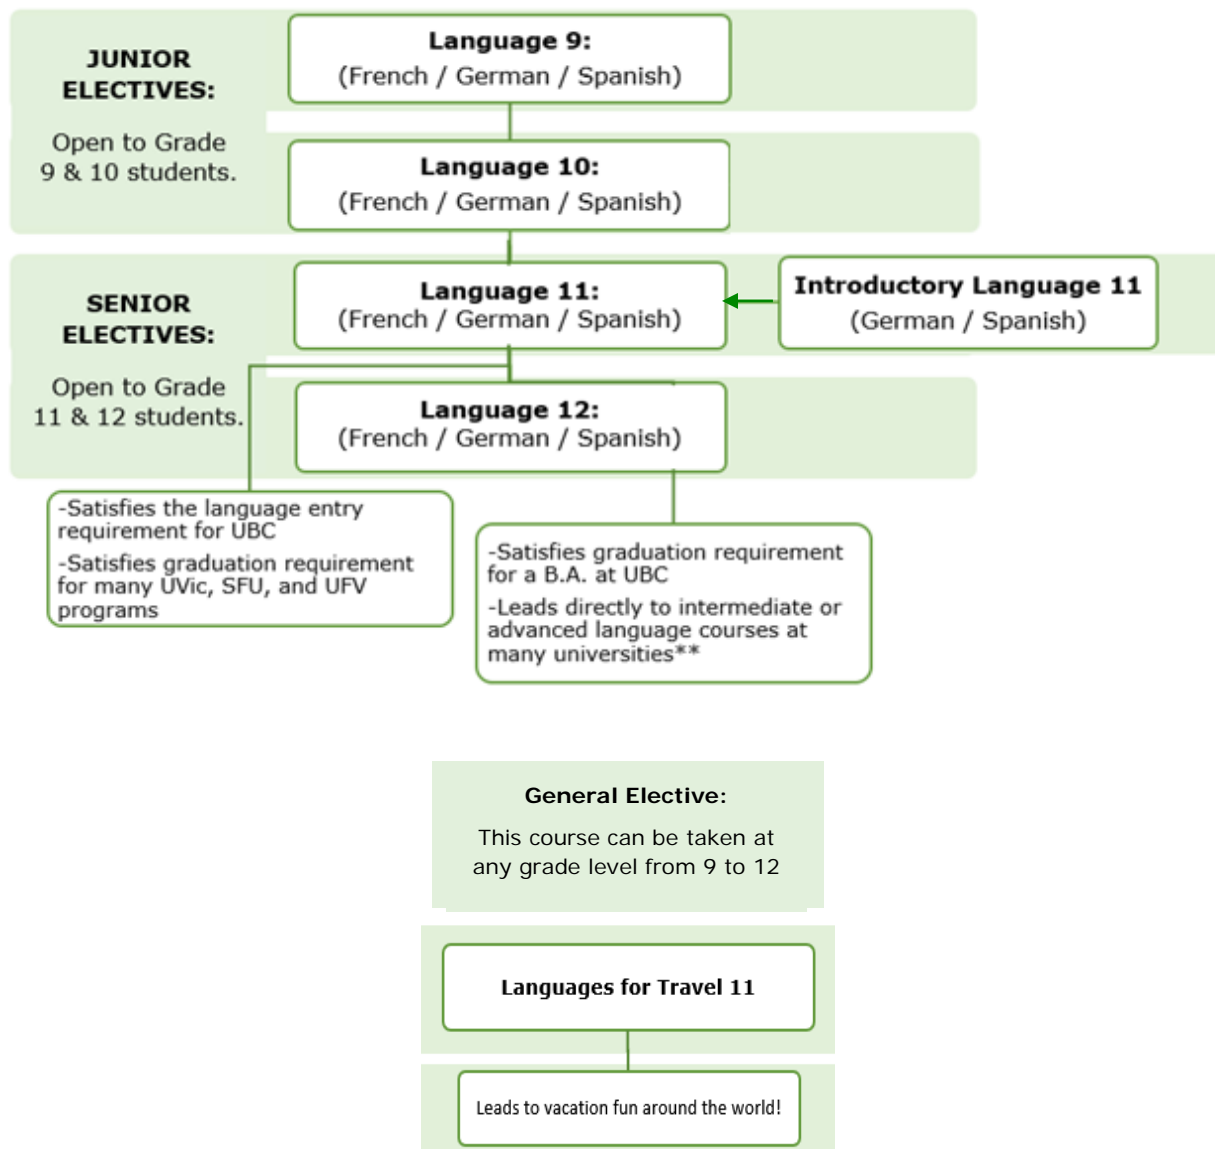 JUNIOR
ELECTIVES:
Open to Grade
9 & 10 students.
Language 9:
(French / German / Spanish)
Language 10:
(French / German / Spanish)
SENIOR
ELECTIVES:
Open to Grade
11 & 12 students.
Language 11:
(French / German / Spanish)
Introductory Language 11
(German / Spanish)
Language 12:
(French / German / Spanish)
-Satisfies the language entry
requirement for UBC
-Satisfies graduation requirement
for many UVic, SFU, and UFV
programs
-Satisfies graduation requirement
for a B.A. at UBC
-Leads directly to intermediate or
advanced language courses at
many universities**
General Elective:
This course can be taken at
any grade level from 9 to 12
Languages for Travel 11
Leads to vacation fun around the world!